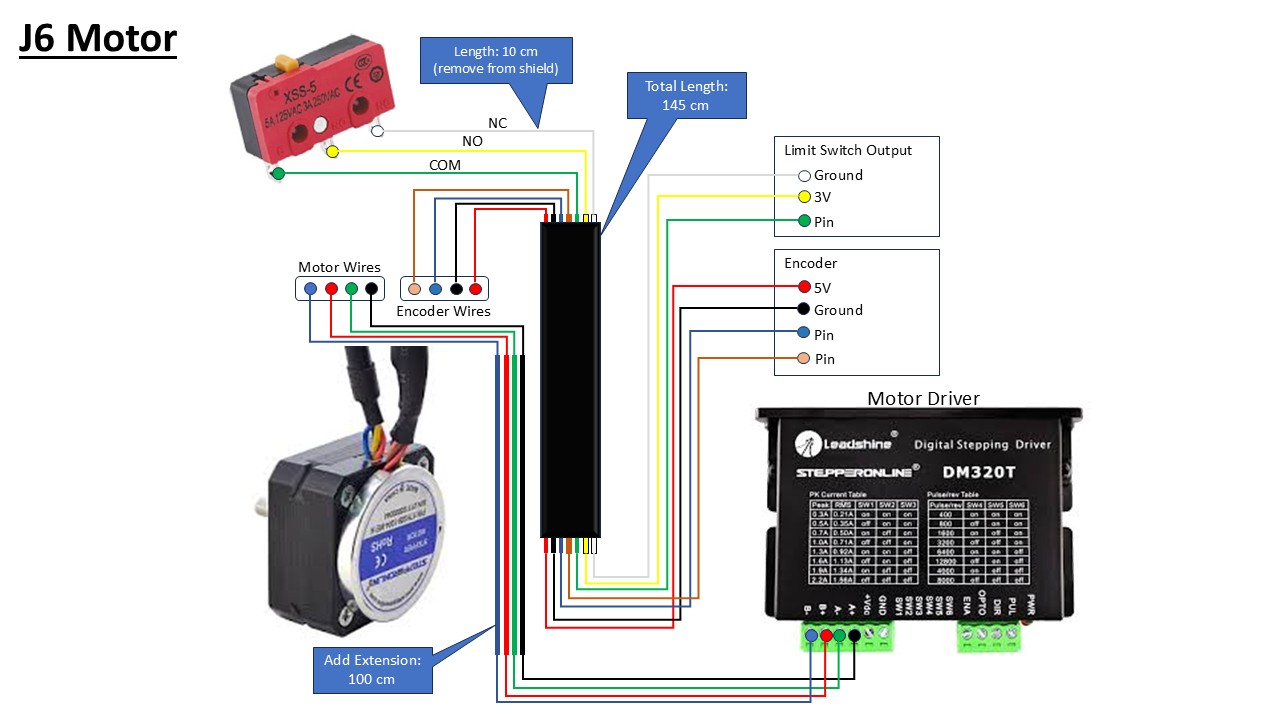 J6 Motor
Length: 10 cm
(remove from shield)
Total Length:
145 cm
XSS-5
5A 125VAC 3A 250VAC
NC
NO
COM
Limit Switch Output
Ground
3V
Pin
Encoder
5V
Ground
Pin
Pin
Motor Wires
Encoder Wires
Motor Driver
Leadshine®
Digital Stepping Driver
STEPPERONLINE®
DM320T
PK Current Table
Peak RMS SW1 SW2 SW3
0.3A 0.21A on on on
0.5A 0.35A off on on
0.7A 0.50A on off on
1.0A 0.71A off off on
1.3A 0.92A on on off
1.6A 1.13A off on off
1.9A 1.34A on off off
2.2A 1.56A off off off
Pulse/rev Table
Pulse/rev SW4 SW5 SW6
400 on on on
800 off on on
1600 on off on
3200 off off on
6400 on on off
12800 off on off
4000 on off off
8000 off off off
B-
B+
A-
A+
+Vdc
GND
SW1
SW2
SW3
SW4
SW5
SW6
ENA
OPTO
DIR
PUL
PWR
STEPPER
MOTOR
CE
RoHS
STEPPERONLINE
Add Extension:
100 cm